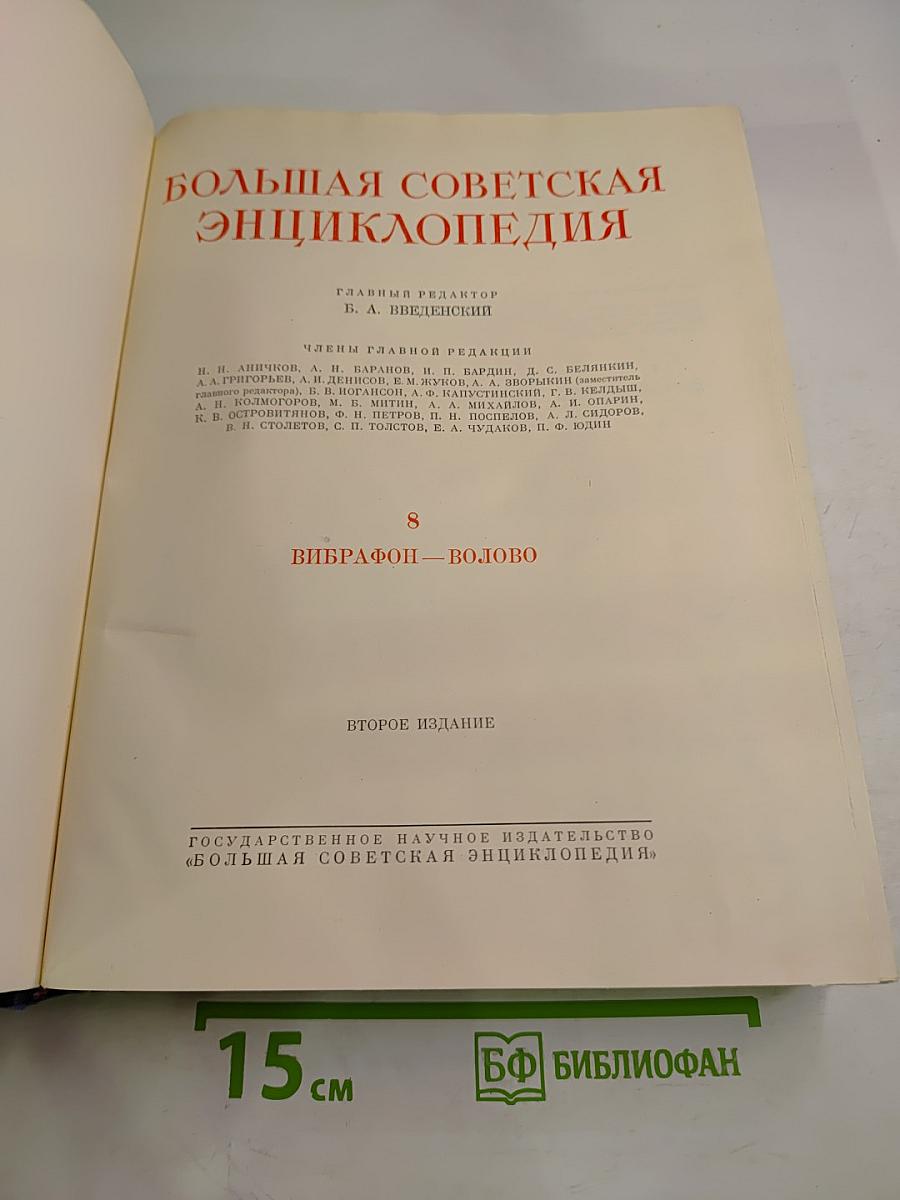 БОЛЬШАЯ СОВЕТСКАЯ
ЭНЦИКЛОПЕДИЯ
ГЛАВНЫЙ РЕДАКТОР
Б. А. ВВЕДЕНСКИЙ
ЧЛЕНЫ ГЛАВНОЙ РЕДАКЦИИ
Н. Н. АНИЧКОВ, А. Н. БАРАНОВ, И. П. БАРДИН, Д. С. БЕЛЯНКИН,
А. А. ГРИГОРЬЕВ, А. И. ДЕНИСОВ, Е. М. ЖУКОВ, А. А. ЗВОРЫКИН (заместитель
главного редактора), Б. В. ИОГАНСОН, А. Ф. КАПУСТИНСКИЙ, Г. В. КЕЛДЫШ,
А. Н. КОЛМОГОРОВ, М. Б. МИТИН, А. А. МИХАЙЛОВ, А. И. ОПАРИН,
К. В. ОСТРОВИТЯНОВ, Ф. Н. ПЕТРОВ, П. Н. ПОСПЕЛОВ, А. Л. СИДОРОВ,
В. Н. СТОЛЕТОВ, С. П. ТОЛСТОВ, Е. А. ЧУДАКОВ, П. Ф. ЮДИН
8
ВИБРАФОН — ВОЛОВО
ВТОРОЕ ИЗДАНИЕ
ГОСУДАРСТВЕННОЕ НАУЧНОЕ ИЗДАТЕЛЬСТВО
«БОЛЬШАЯ СОВЕТСКАЯ ЭНЦИКЛОПЕДИЯ»
15 см
БФ БИБЛИОФАН